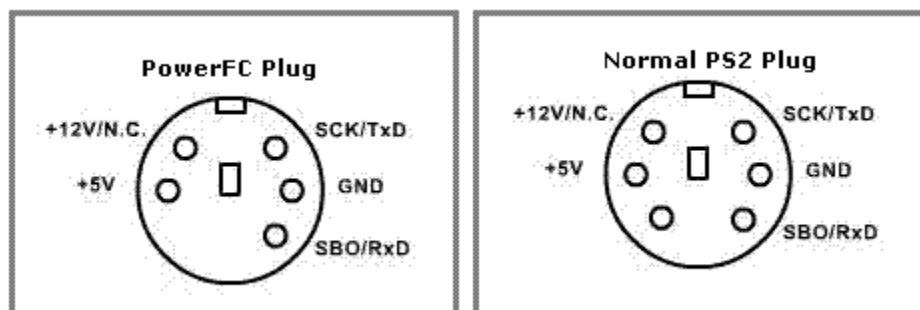 PowerFC Plug
+12V/N.C.
SCK/TxD
+5V
GND
SBO/RxD
Normal PS2 Plug
+12V/N.C.
SCK/TxD
+5V
GND
SBO/RxD